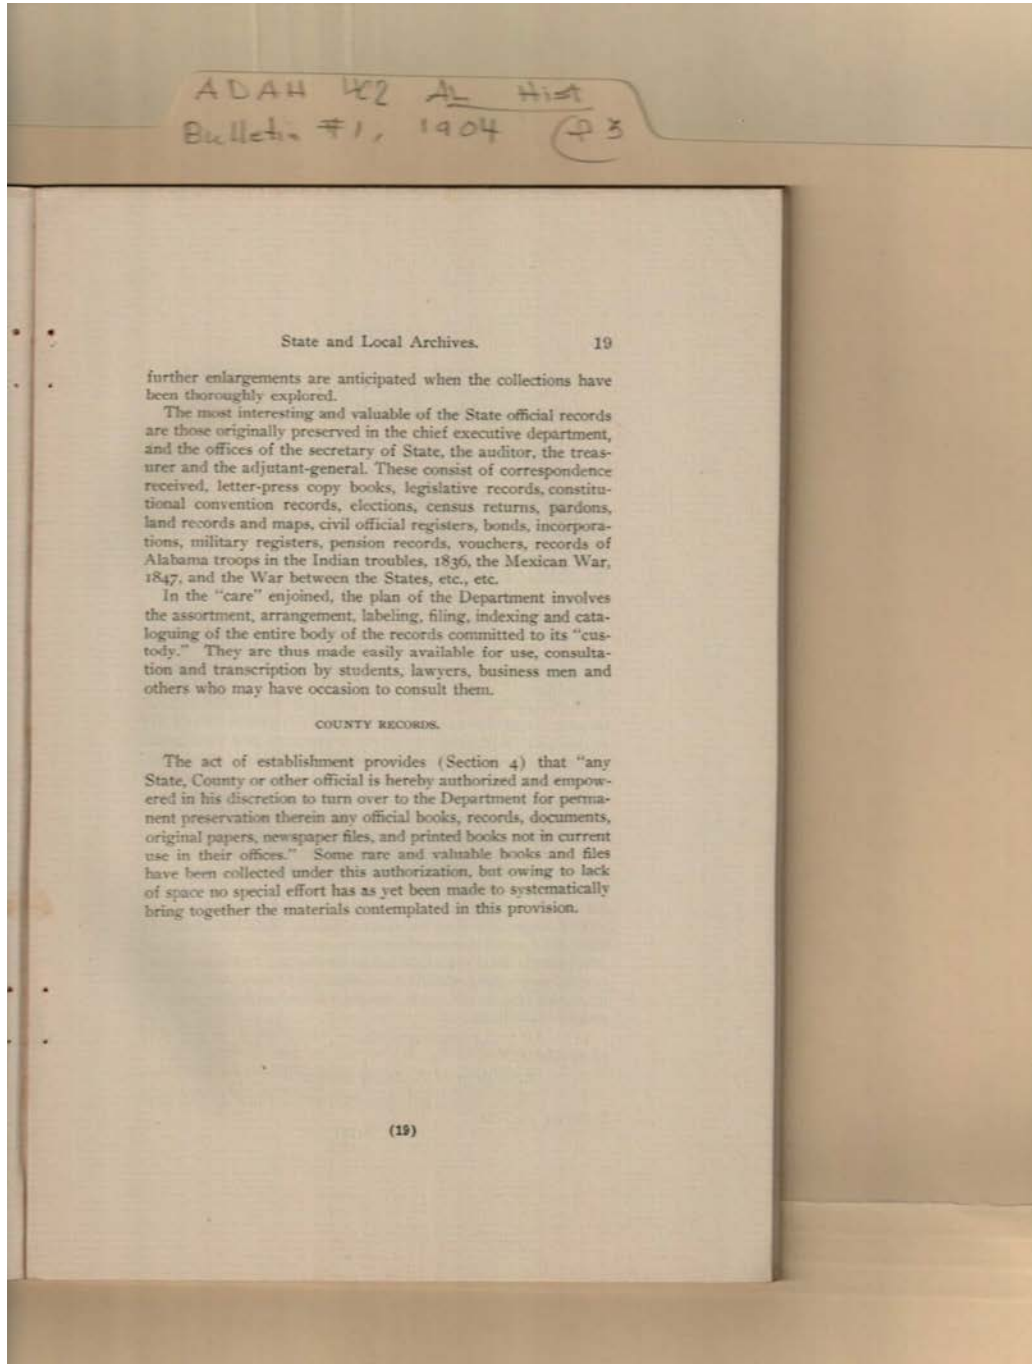 ADAH 42 AL Hist
Bulletin #1, 1904 P3
State and Local Archives. 19
further enlargements are anticipated when the collections have
been thoroughly explored.
The most interesting and valuable of the State official records
are those originally preserved in the chief executive department,
and the offices of the secretary of State, the auditor, the treas-
urer and the adjutant-general. These consist of correspondence
received, letter-press copy books, legislative records, constitu-
tional convention records, elections, census returns, pardons,
land records and maps, civil official registers, bonds, incorpora-
tions, military registers, pension records, vouchers, records of
Alabama troops in the Indian troubles, 1836, the Mexican War,
1847, and the War between the States, etc., etc.
In the "care" enjoined, the plan of the Department involves
the assortment, arrangement, labeling, filing, indexing and cata-
loguing of the entire body of the records committed to its "cus-
tody." They are thus made easily available for use, consulta-
tion and transcription by students, lawyers, business men and
others who may have occasion to consult them.
COUNTY RECORDS.
The act of establishment provides (Section 4) that "any
State, County or other official is hereby authorized and empow-
ered in his discretion to turn over to the Department for perma-
nent preservation therein any official books, records, documents,
original papers, newspaper files, and printed books not in current
use in their offices." Some rare and valuable books and files
have been collected under this authorization, but owing to lack
of space no special effort has as yet been made to systematically
bring together the materials contemplated in this provision.
(19)